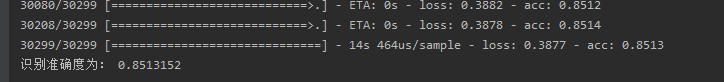 30080/30299 [============================>.] - ETA: 0s - loss: 0.3882 - acc: 0.8512
30208/30299 [============================>.] - ETA: 0s - loss: 0.3878 - acc: 0.8514
30299/30299 [==============================] - 14s 464us/sample - loss: 0.3877 - acc: 0.8513
识别准确度为: 0.8513152